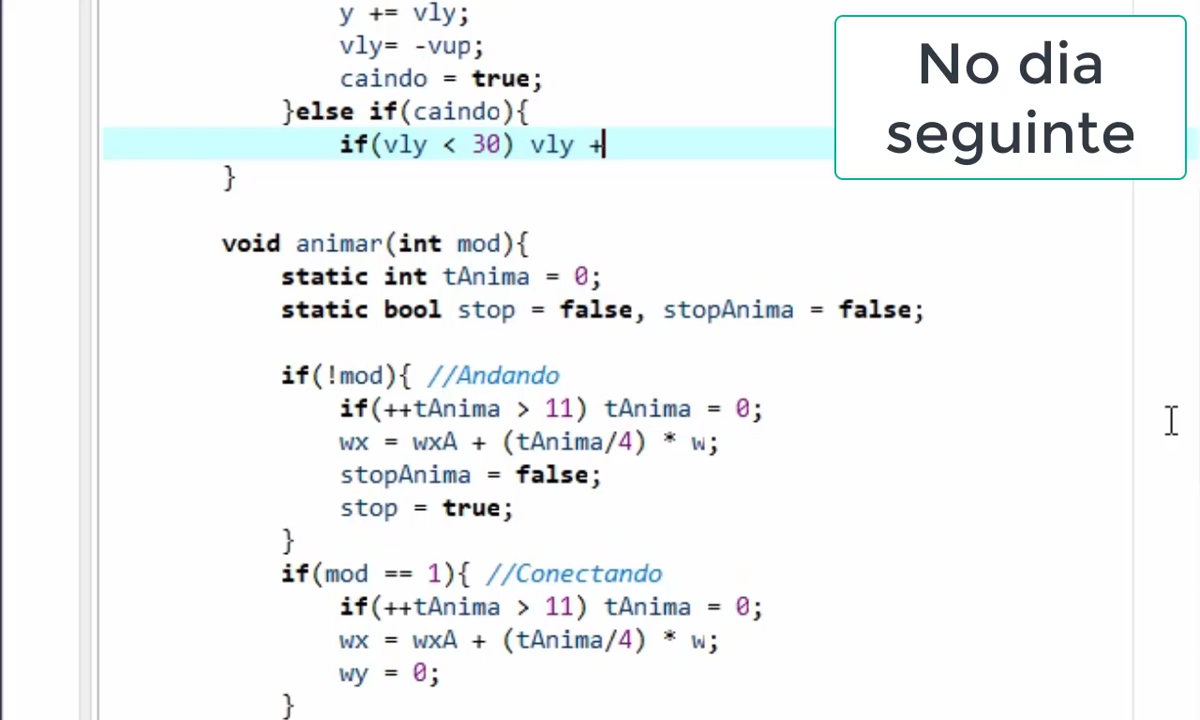 y += vly;
vly= -vup;
caindo = true;
}else if(caindo){
if(vly < 30) vly +
}
void animar(int mod){
static int tAnima = 0;
static bool stop = false, stopAnima = false;
if(!mod){ //Andando
if(++tAnima > 11) tAnima = 0;
wx = wxA + (tAnima/4) * w;
stopAnima = false;
stop = true;
}
if(mod == 1){ //Conectando
if(++tAnima > 11) tAnima = 0;
wx = wxA + (tAnima/4) * w;
wy = 0;
}
No dia
seguinte